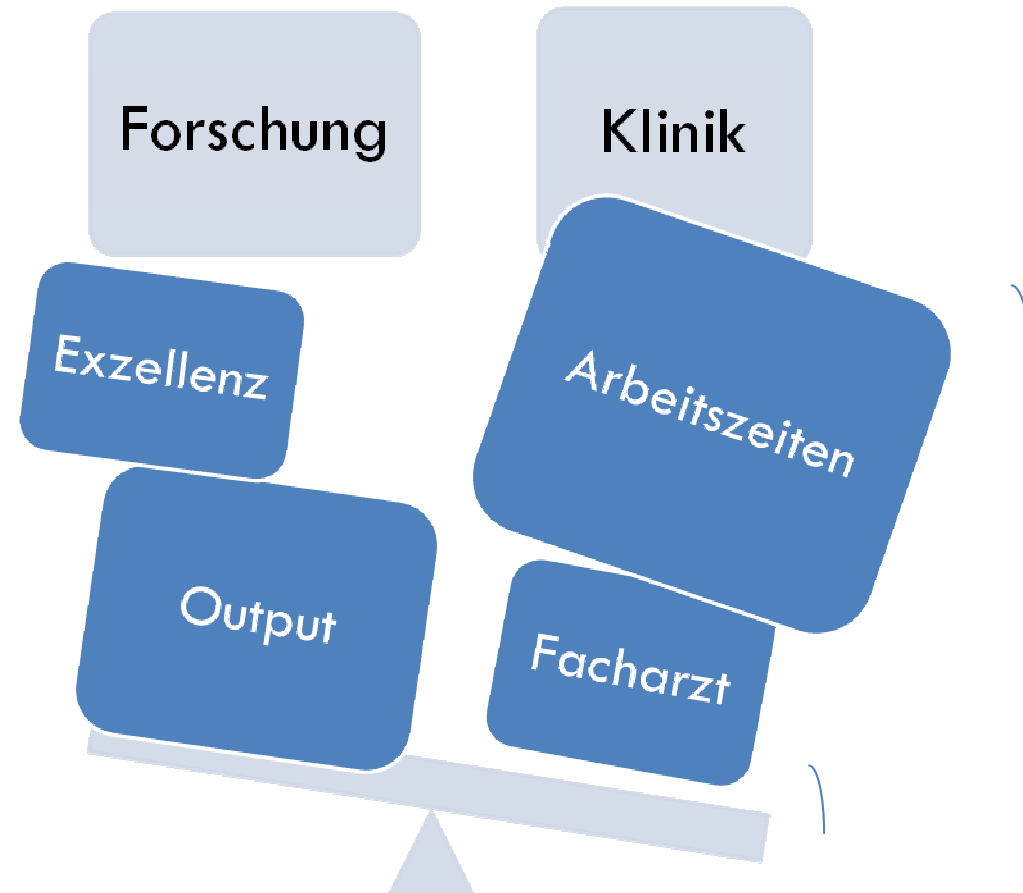 Forschung
Klinik
Exzellenz
Arbeitszeiten
Output
Facharzt